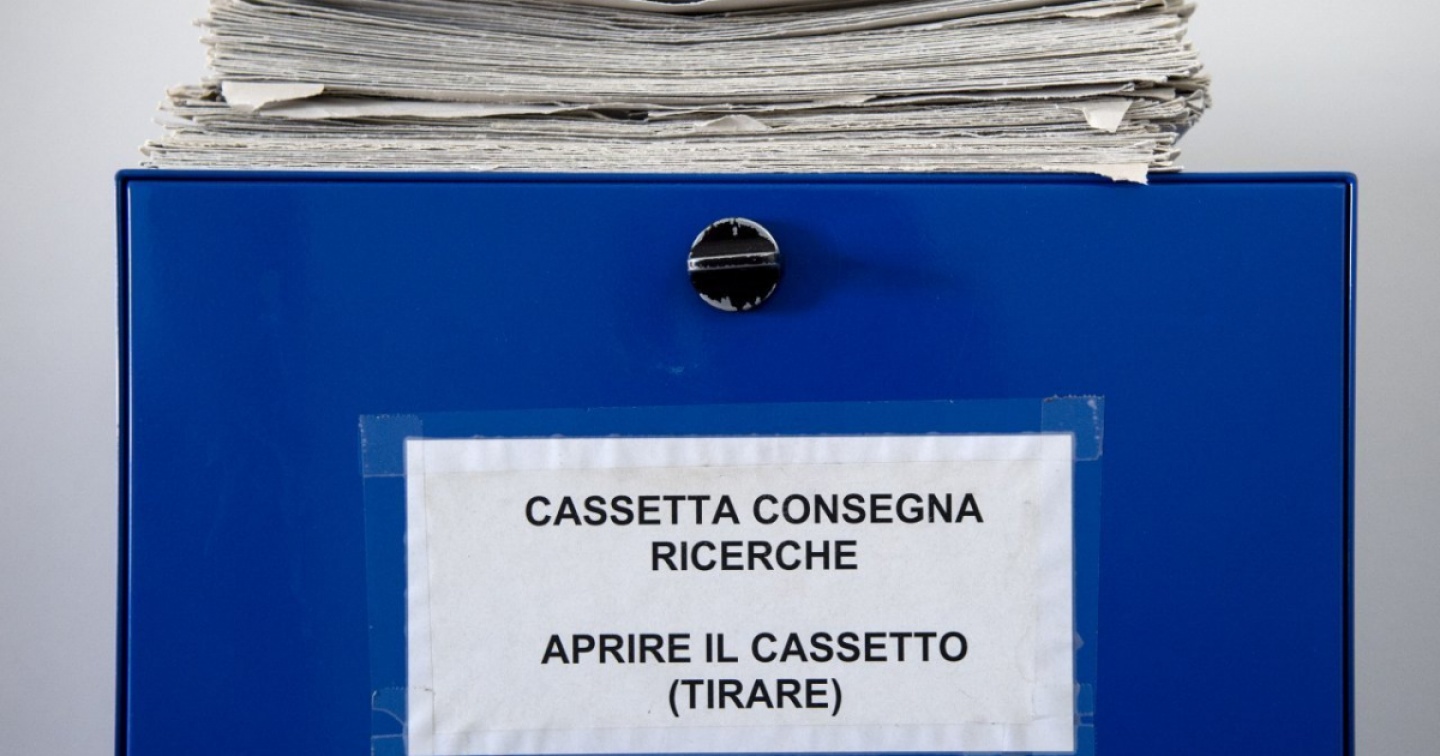 CASSETTA CONSEGNA
RICERCHE
APRIRE IL CASSETTO
(TIRARE)